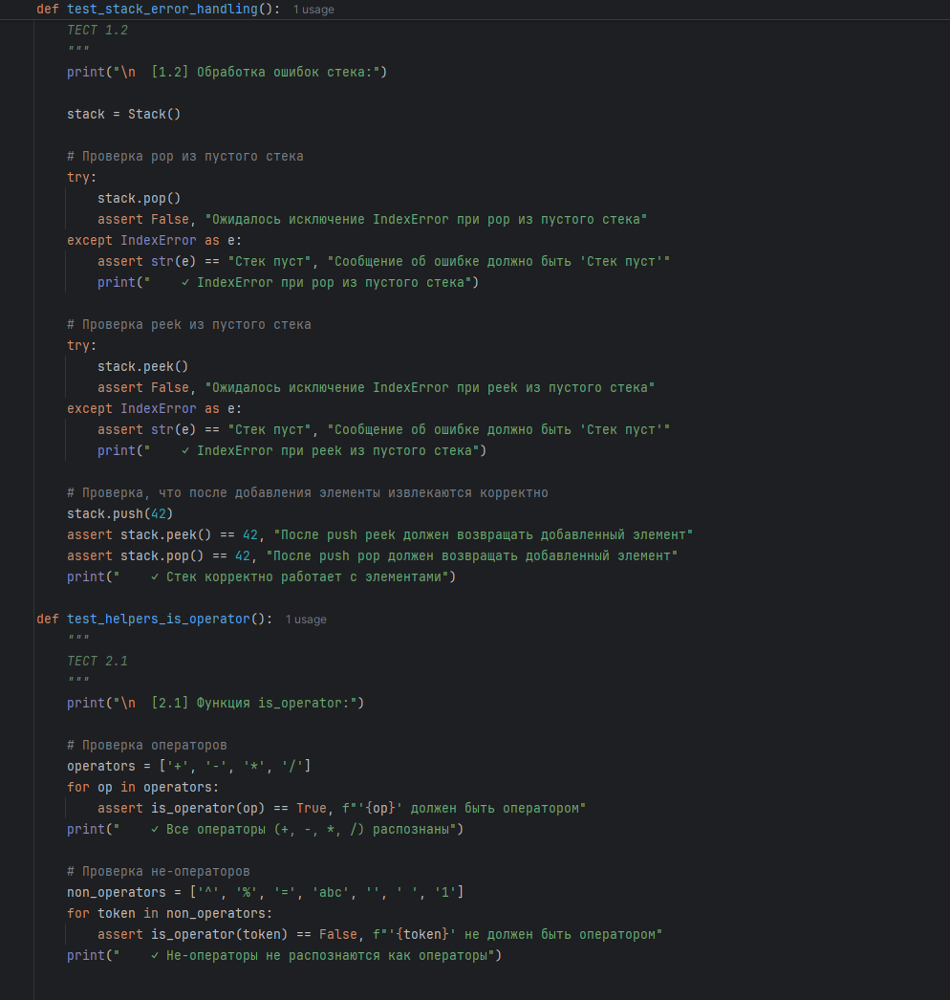 def test_stack_error_handling():  1 usage
    ТЕСТ 1.2
    """
    print("\n  [1.2] Обработка ошибок стека:")

    stack = Stack()

    # Проверка pop из пустого стека
    try:
        stack.pop()
        assert False, "Ожидалось исключение IndexError при pop из пустого стека"
    except IndexError as e:
        assert str(e) == "Стек пуст", "Сообщение об ошибке должно быть 'Стек пуст'"
        print("    ✓ IndexError при pop из пустого стека")

    # Проверка peek из пустого стека
    try:
        stack.peek()
        assert False, "Ожидалось исключение IndexError при peek из пустого стека"
    except IndexError as e:
        assert str(e) == "Стек пуст", "Сообщение об ошибке должно быть 'Стек пуст'"
        print("    ✓ IndexError при peek из пустого стека")

    # Проверка, что после добавления элементы извлекаются корректно
    stack.push(42)
    assert stack.peek() == 42, "После push peek должен возвращать добавленный элемент"
    assert stack.pop() == 42, "После push pop должен возвращать добавленный элемент"
    print("    ✓ Стек корректно работает с элементами")

def test_helpers_is_operator():  1 usage
    """
    ТЕСТ 2.1
    """
    print("\n  [2.1] Функция is_operator:")

    # Проверка операторов
    operators = ['+', '-', '*', '/']
    for op in operators:
        assert is_operator(op) == True, f"'{op}' должен быть оператором"
    print("    ✓ Все операторы (+, -, *, /) распознаны")

    # Проверка не-операторов
    non_operators = ['^', '%', '=', 'abc', '', ' ', '1']
    for token in non_operators:
        assert is_operator(token) == False, f"'{token}' не должен быть оператором"
    print("    ✓ Не-операторы не распознаются как операторы")